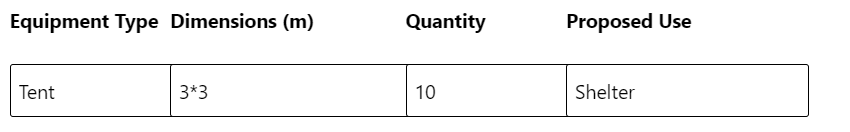 Equipment Type Dimensions (m) Quantity Proposed Use
Tent 3*3 10 Shelter